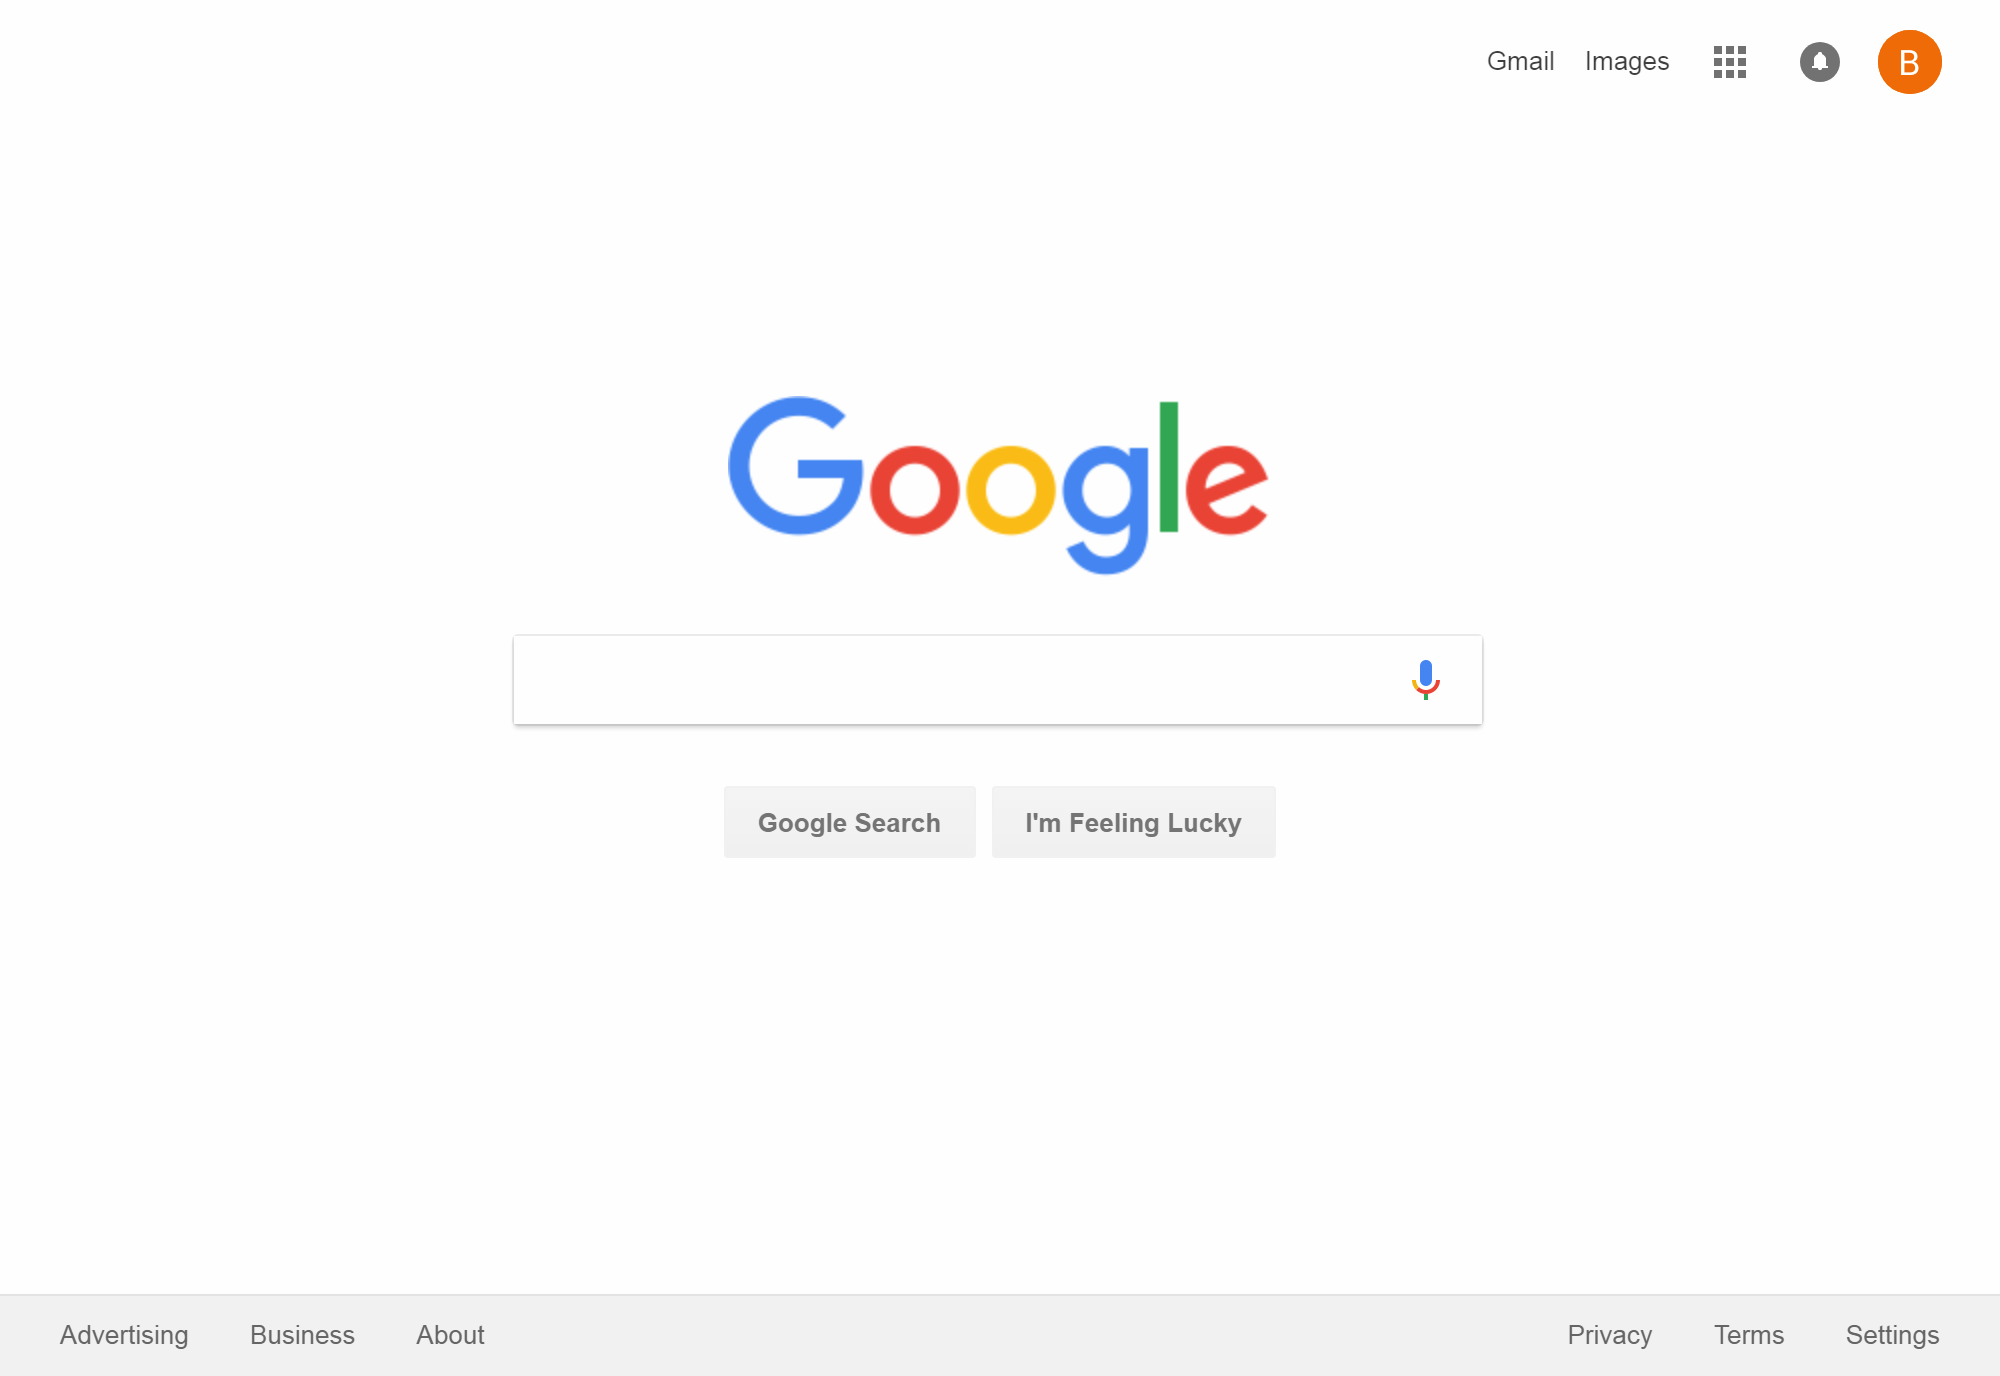 Gmail Images B
Google
Google Search I'm Feeling Lucky
Advertising Business About Privacy Terms Settings